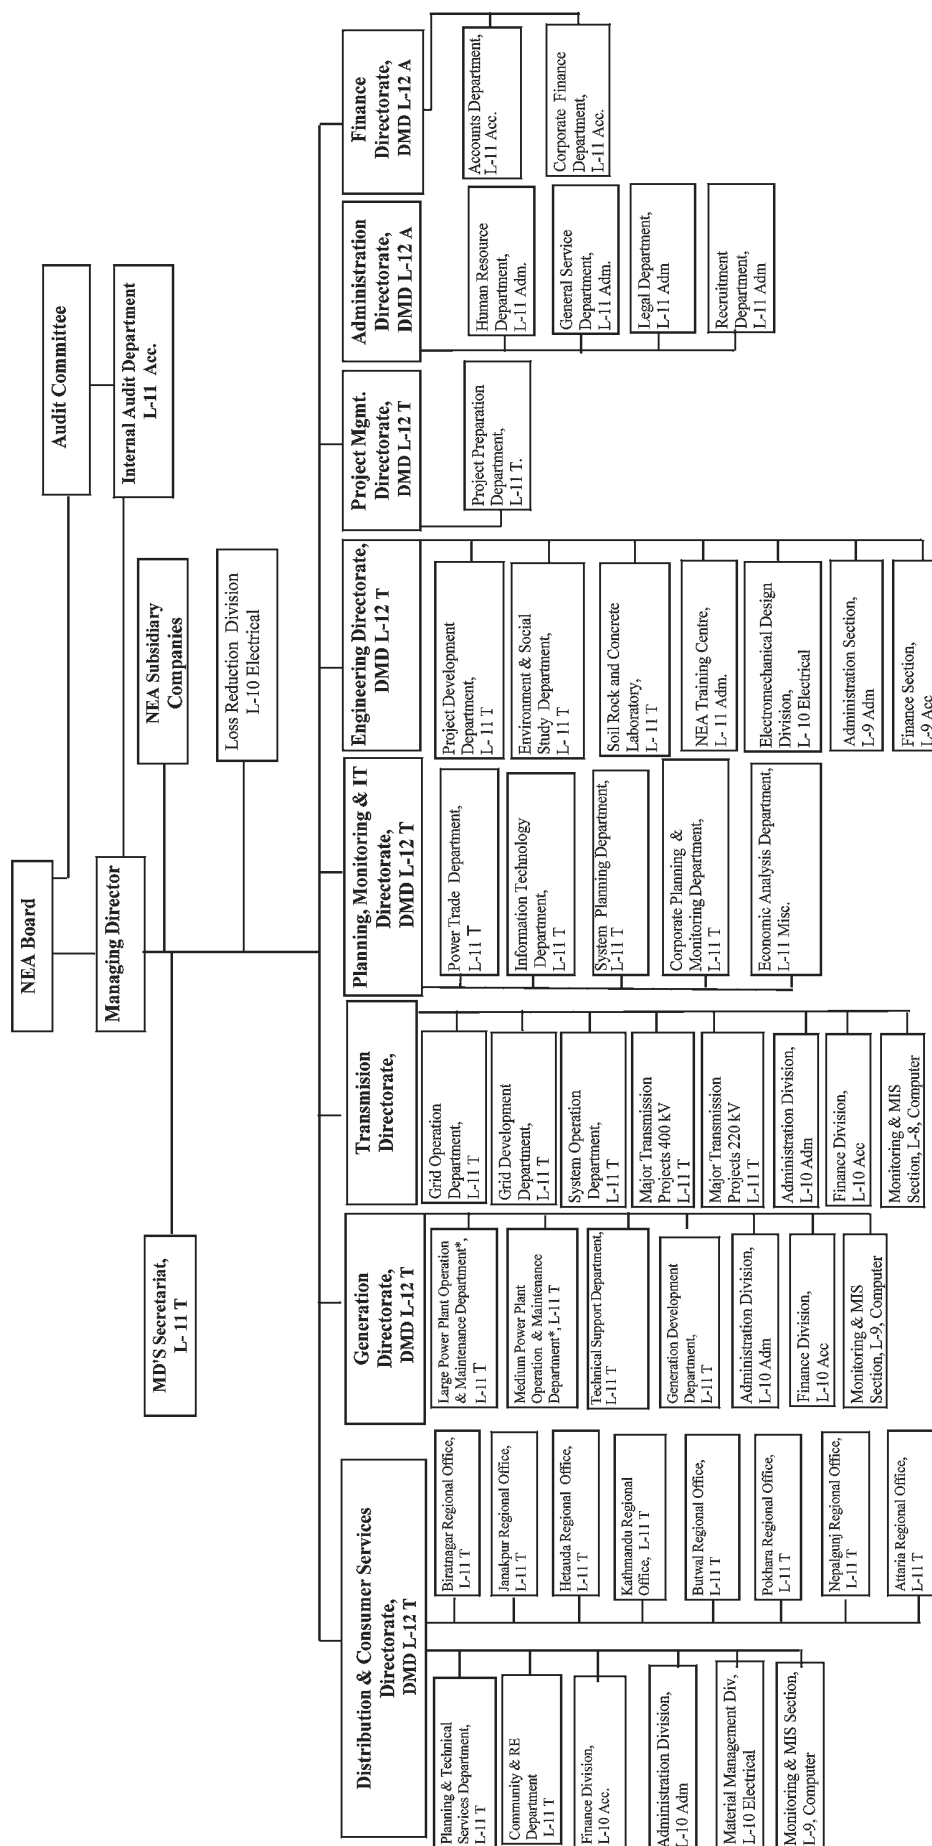 NEA Board
Audit Committee
Managing Director
Internal Audit Department
L-11 Acc.
MD'S Secretariat,
L- 11 T
NEA Subsidiary
Companies
Loss Reduction Division
L-10 Electrical
Distribution & Consumer Services
Directorate,
DMD L-12 T
Planning & Technical
Services Department,
L-11 T
Community & RE
Department
L-11 T
Finance Division,
L-10 Acc.
Administration Division,
L-10 Adm
Material Management Div,
L-10 Electrical
Monitoring & MIS Section,
L-9, Computer
Biratnagar Regional Office,
L-11 T
Janakpur Regional Office,
L-11 T
Hetauda Regional Office,
L-11 T
Kathmandu Regional
Office, L-11 T
Butwal Regional Office,
L-11 T
Pokhara Regional Office,
L-11 T
Nepalgunj Regional Office,
L-11 T
Attaria Regional Office,
L-11 T
Generation
Directorate,
DMD L-12 T
Large Power Plant Operation
& Maintenance Department*,
L-11 T
Medium Power Plant
Operation & Maintenance
Department*, L-11 T
Technical Support Department,
L-11 T
Generation Development
Department,
L-11 T
Administration Division,
L-10 Adm
Finance Division,
L-10 Acc
Monitoring & MIS
Section, L-9, Computer
Transmision
Directorate,
Grid Operation
Department,
L-11 T
Grid Development
Department,
L-11 T
System Operation
Department,
L-11 T
Major Transmission
Projects 400 kV
L-11 T
Major Transmission
Projects 220 kV
L-11 T
Administration Division,
L-10 Adm
Finance Division,
L-10 Acc
Monitoring & MIS
Section, L-8, Computer
Planning, Monitoring & IT
Directorate,
DMD L-12 T
Power Trade Department,
L-11 T
Information Technology
Department,
L-11 T
System Planning Department,
L-11 T
Corporate Planning &
Monitoring Department,
L-11 T
Economic Analysis Department,
L-11 Misc.
Engineering Directorate,
DMD L-12 T
Project Development
Department,
L- 11 T
Environment & Social
Study Department,
L- 11 T
Soil Rock and Concrete
Laboratory,
L- 11 T
NEA Training Centre,
L- 11 Adm.
Electromechanical Design
Division,
L- 10 Electrical
Administration Section,
L-9 Adm
Finance Section,
L-9 Acc
Project Mgmt.
Directorate,
DMD L-12 T
Project Preparation
Department,
L-11 T.
Administration
Directorate,
DMD L-12 A
Human Resource
Department,
L-11 Adm.
General Service
Department,
L-11 Adm.
Legal Department,
L-11 Adm
Recruitment
Department,
L-11 Adm
Finance
Directorate,
DMD L-12 A
Accounts Department,
L-11 Acc.
Corporate Finance
Department,
L-11 Acc.